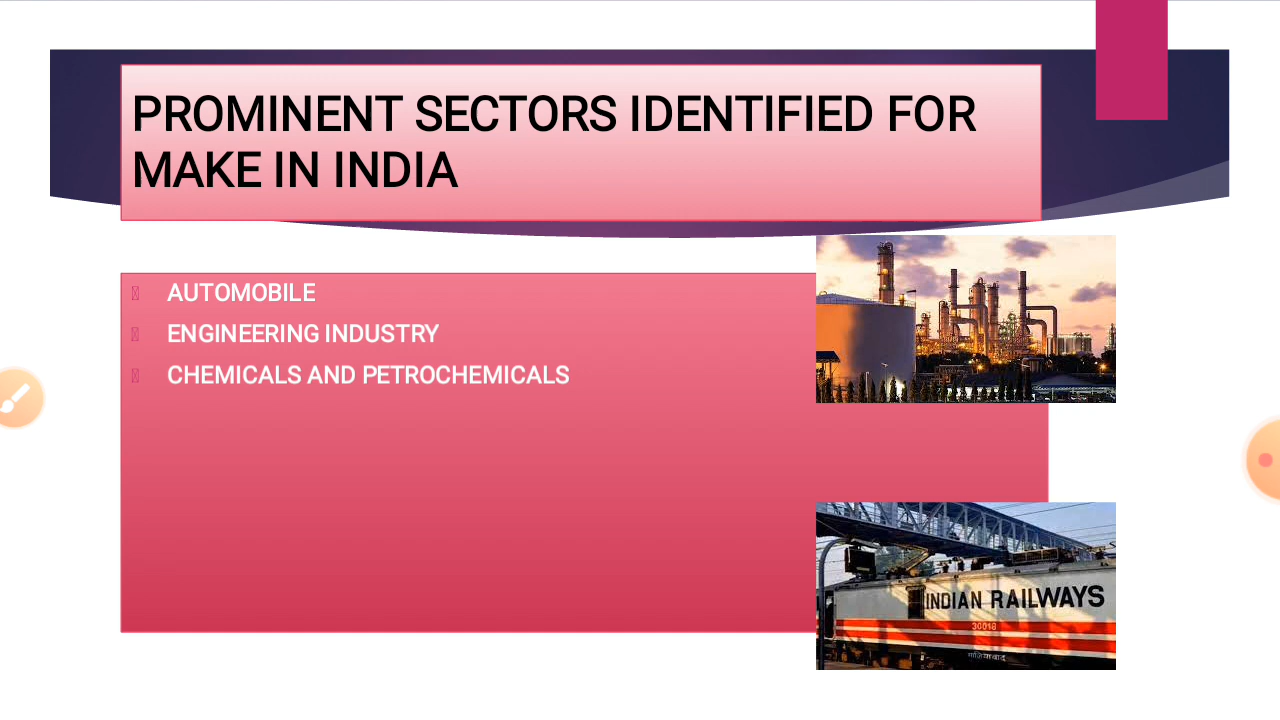 PROMINENT SECTORS IDENTIFIED FOR
MAKE IN INDIA
AUTOMOBILE
ENGINEERING INDUSTRY
CHEMICALS AND PETROCHEMICALS
INDIAN RAILWAYS
30018
गाजियाबाद